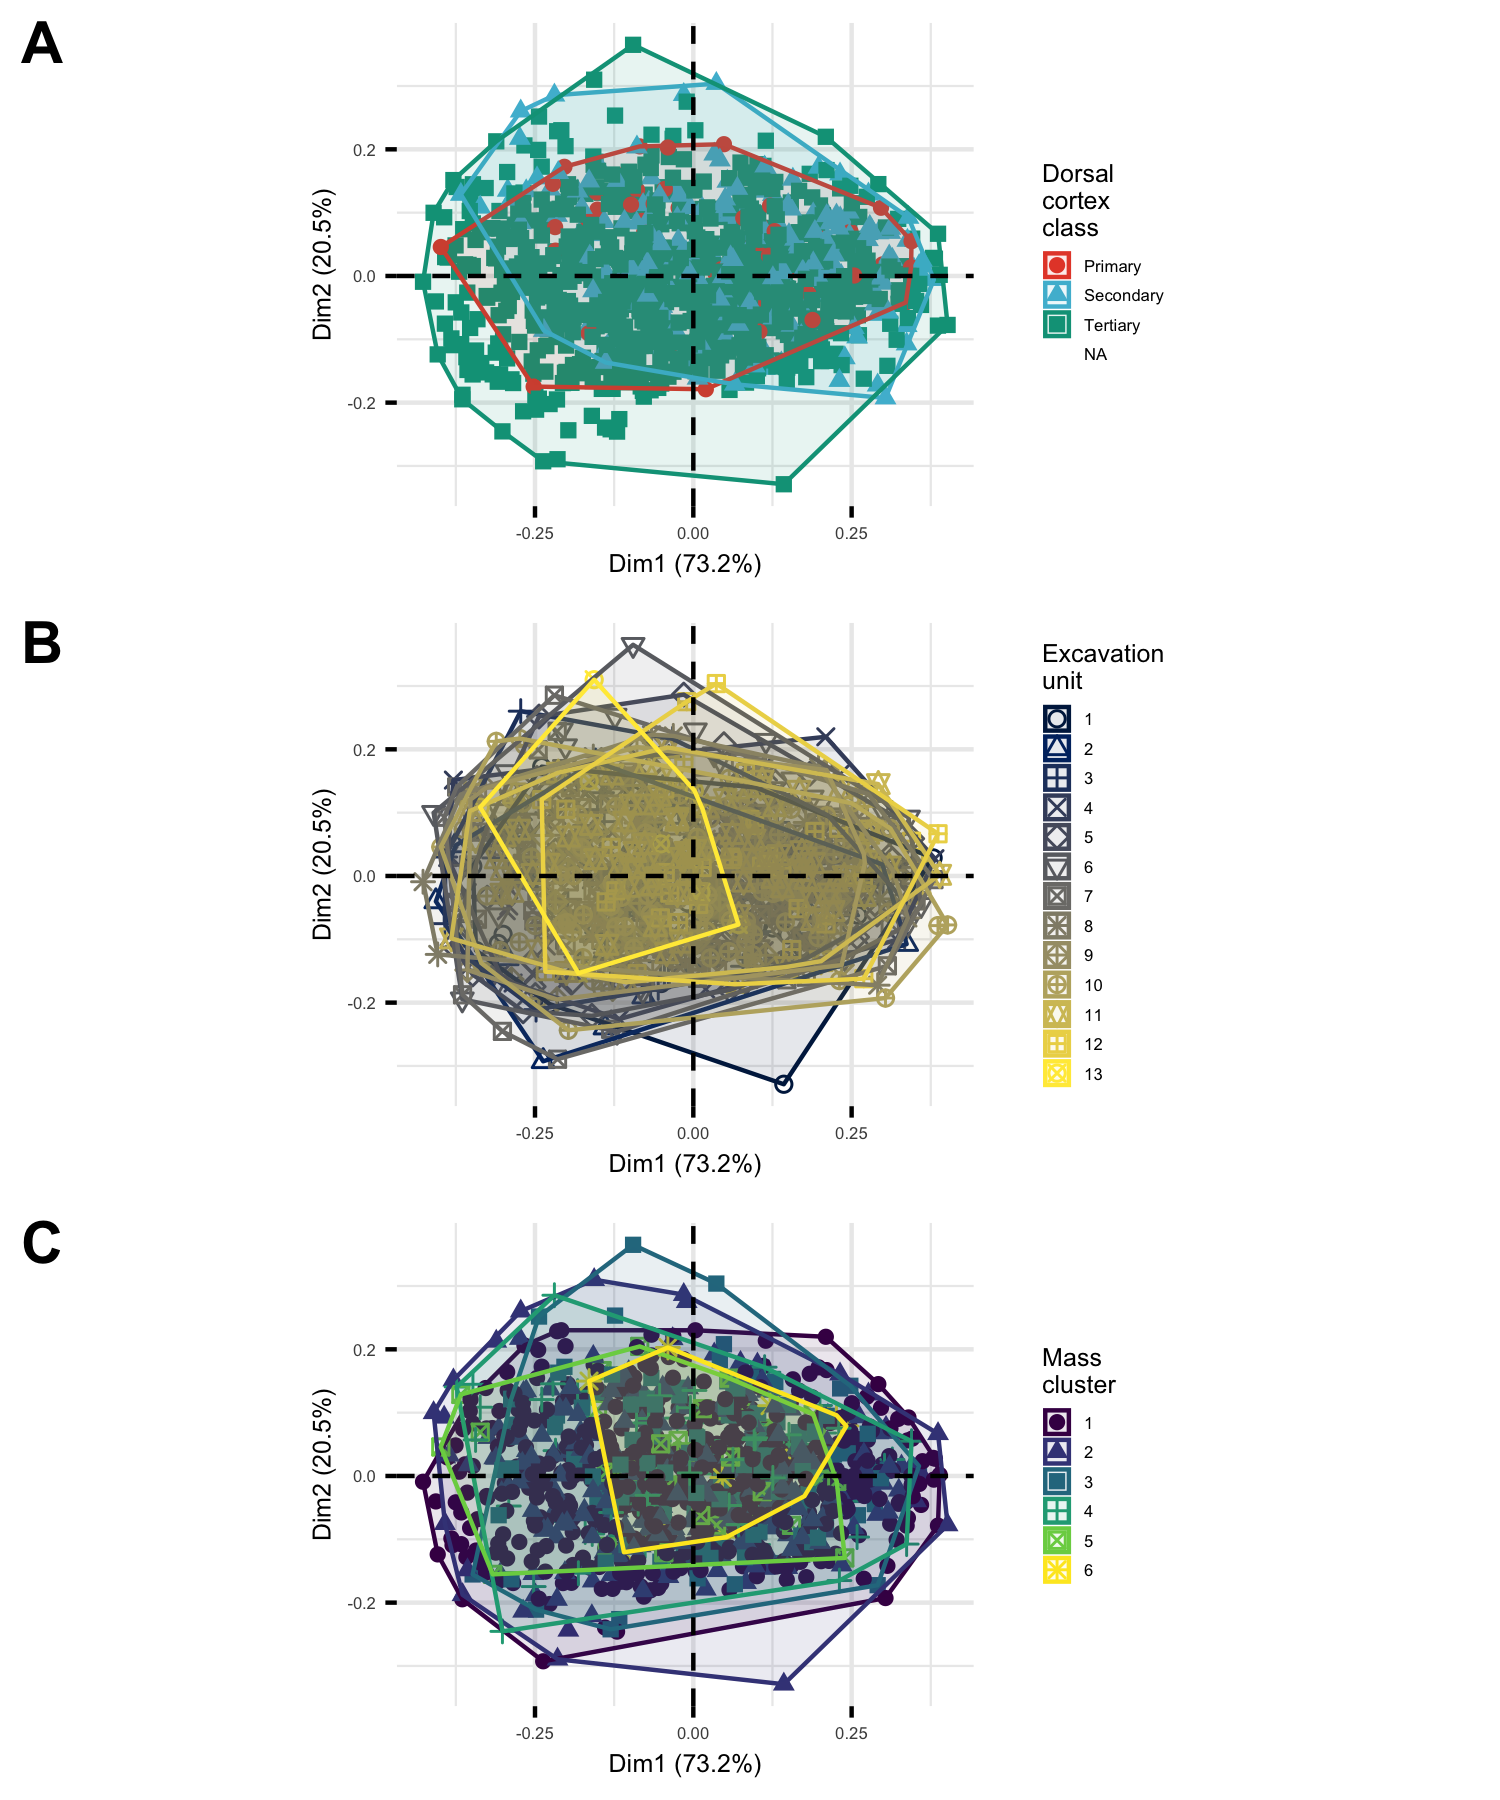 A
0.2
0.0
-0.2
Dim2 (20.5%)
-0.25
0.00
0.25
Dim1 (73.2%)
Dorsal
cortex
class
Primary
Secondary
Tertiary
NA
B
0.2
0.0
-0.2
Dim2 (20.5%)
-0.25
0.00
0.25
Dim1 (73.2%)
Excavation
unit
1
2
3
4
5
6
7
8
9
10
11
12
13
C
0.2
0.0
-0.2
Dim2 (20.5%)
-0.25
0.00
0.25
Dim1 (73.2%)
Mass
cluster
1
2
3
4
5
6